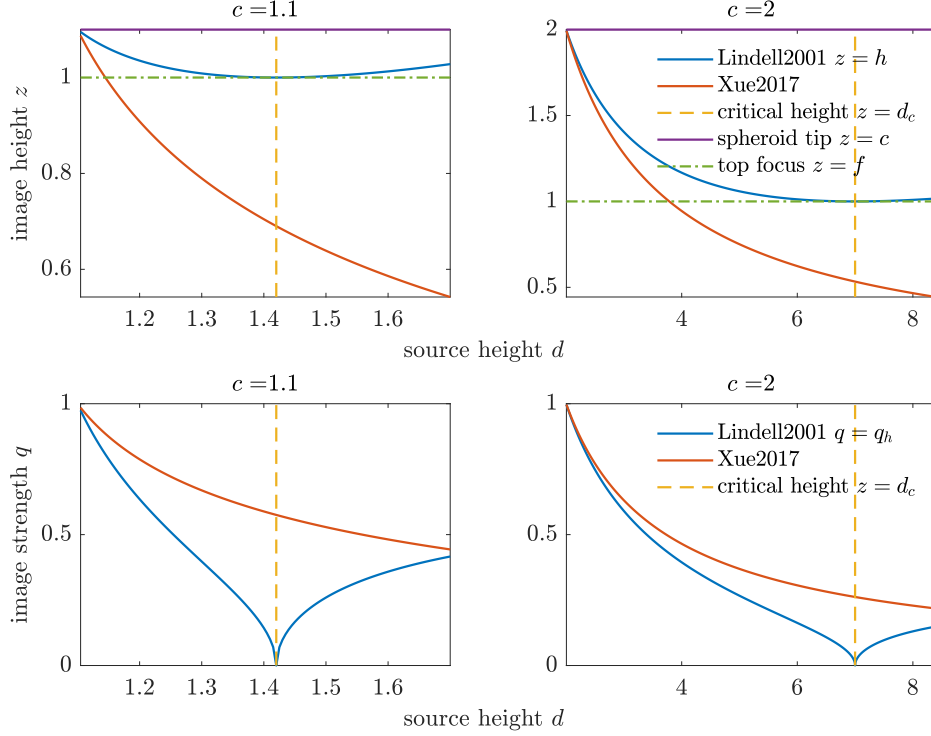 c =1.1
c =2
image height z
1
0.8
0.6
1.2
1.3
1.4
1.5
1.6
2
1.5
1
0.5
4
6
8
Lindell2001 z = h
Xue2017
critical height z = d_c
spheroid tip z = c
top focus z = f
source height d
c =1.1
c =2
image strength q
1
0.5
0
1.2
1.3
1.4
1.5
1.6
1
0.5
0
4
6
8
Lindell2001 q = q_h
Xue2017
critical height z = d_c
source height d